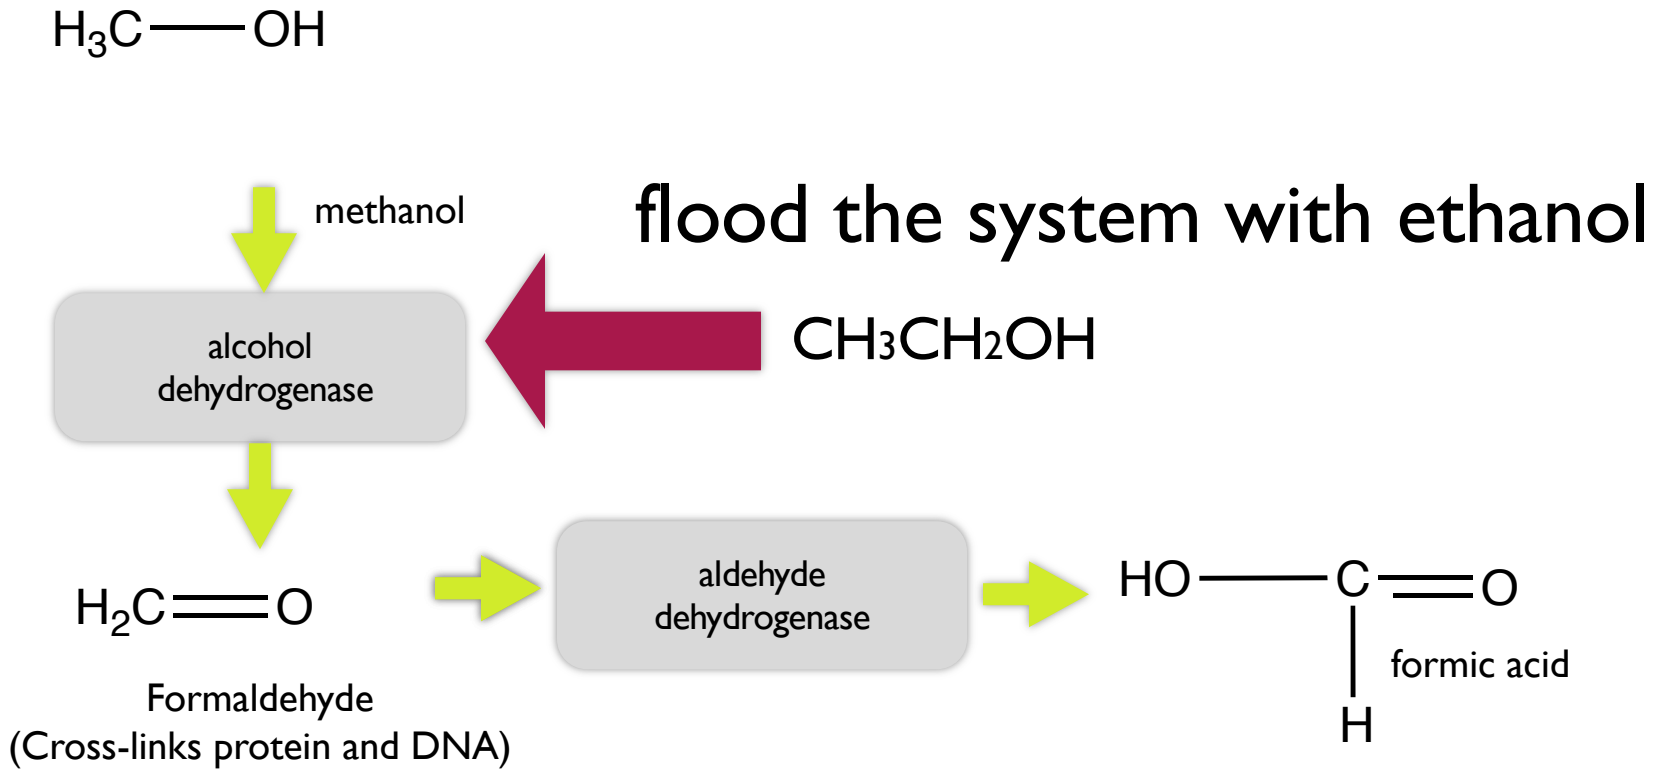 H₃C—OH
methanol
flood the system with ethanol
alcohol
dehydrogenase
CH3CH2OH
H₂C=O
aldehyde
dehydrogenase
HO—C=O
H
formic acid
Formaldehyde
(Cross-links protein and DNA)